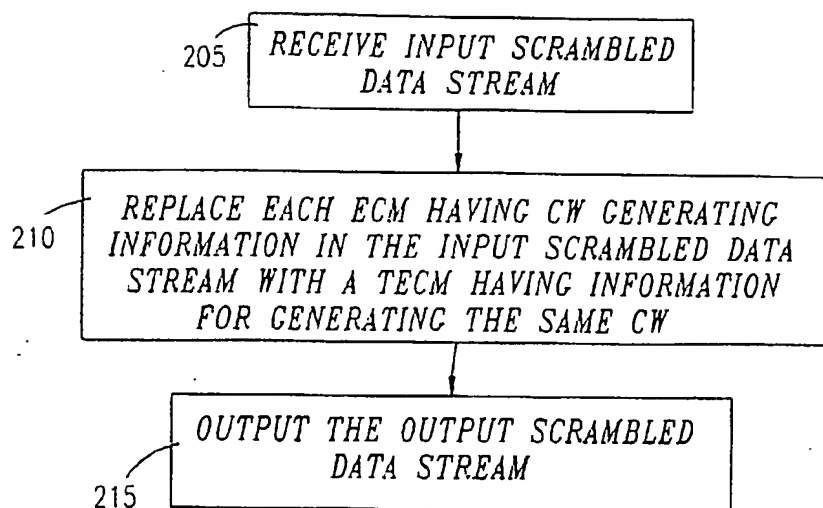 205
RECEIVE INPUT SCRAMBLED
DATA STREAM
210
REPLACE EACH ECM HAVING CW GENERATING
INFORMATION IN THE INPUT SCRAMBLED DATA
STREAM WITH A TECM HAVING INFORMATION
FOR GENERATING THE SAME CW
OUTPUT THE OUTPUT SCRAMBLED
DATA STREAM
215